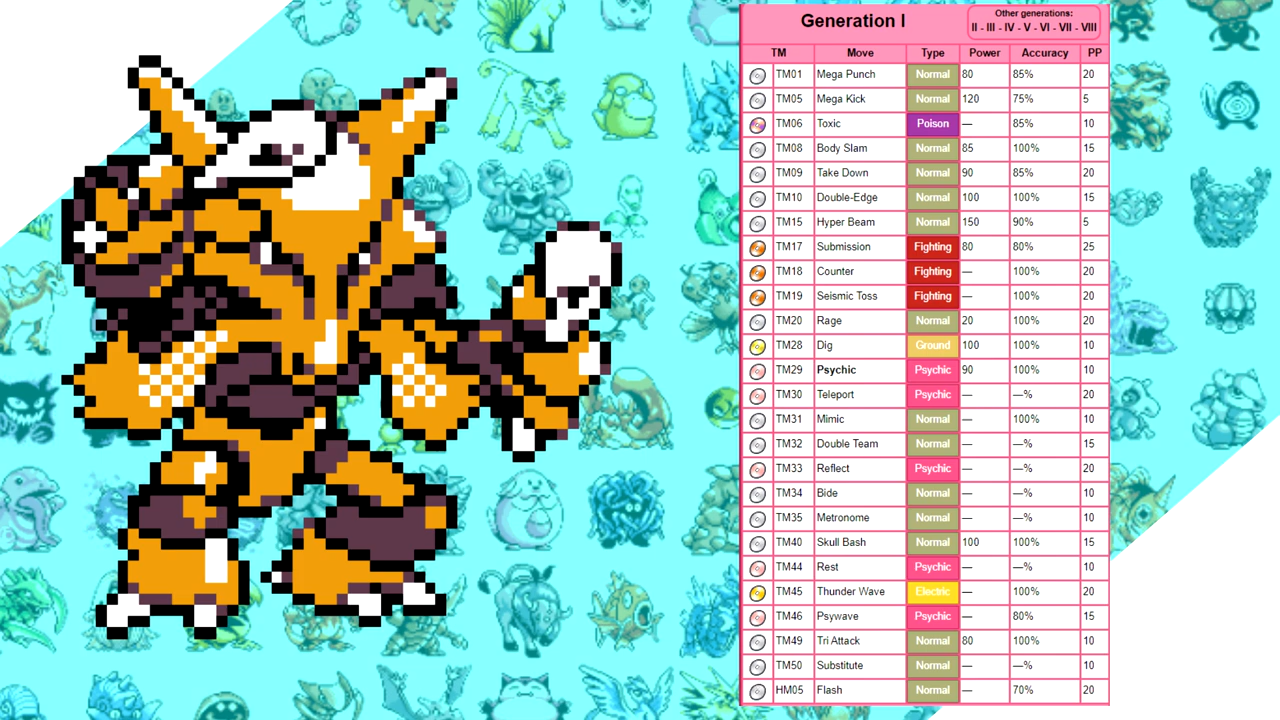 Generation I
Other generations:
II - III - IV - V - VI - VII - VIII
TM Move Type Power Accuracy PP
TM01 Mega Punch Normal 80 85% 20
TM05 Mega Kick Normal 120 75% 5
TM06 Toxic Poison — 85% 10
TM08 Body Slam Normal 85 100% 15
TM09 Take Down Normal 90 85% 20
TM10 Double-Edge Normal 100 100% 15
TM15 Hyper Beam Normal 150 90% 5
TM17 Submission Fighting 80 80% 25
TM18 Counter Fighting — 100% 20
TM19 Seismic Toss Fighting — 100% 20
TM20 Rage Normal 20 100% 20
TM28 Dig Ground 100 100% 10
TM29 Psychic Psychic 90 100% 10
TM30 Teleport Psychic — —% 20
TM31 Mimic Normal — 100% 10
TM32 Double Team Normal — —% 15
TM33 Reflect Psychic — —% 20
TM34 Bide Normal — —% 10
TM35 Metronome Normal — —% 10
TM40 Skull Bash Normal 100 100% 15
TM44 Rest Psychic — —% 10
TM45 Thunder Wave Electric — 100% 20
TM46 Psywave Psychic — 80% 15
TM49 Tri Attack Normal 80 100% 10
TM50 Substitute Normal — —% 10
HM05 Flash Normal — 70% 20